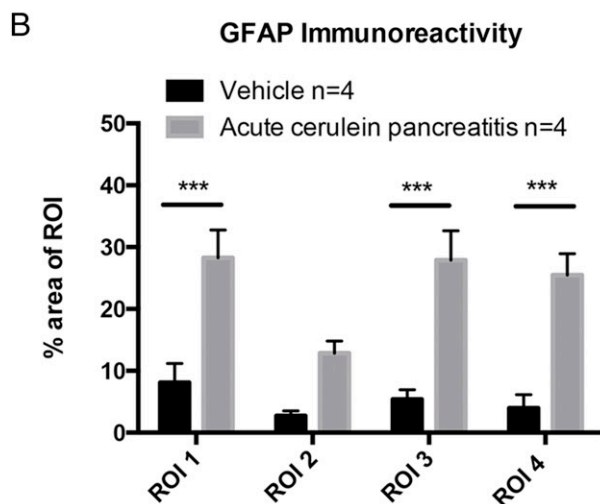 B
GFAP Immunoreactivity
Vehicle n=4
Acute cerulein pancreatitis n=4
% area of ROI
50
40
30
20
10
0
***
***
***
ROI 1
ROI 2
ROI 3
ROI 4